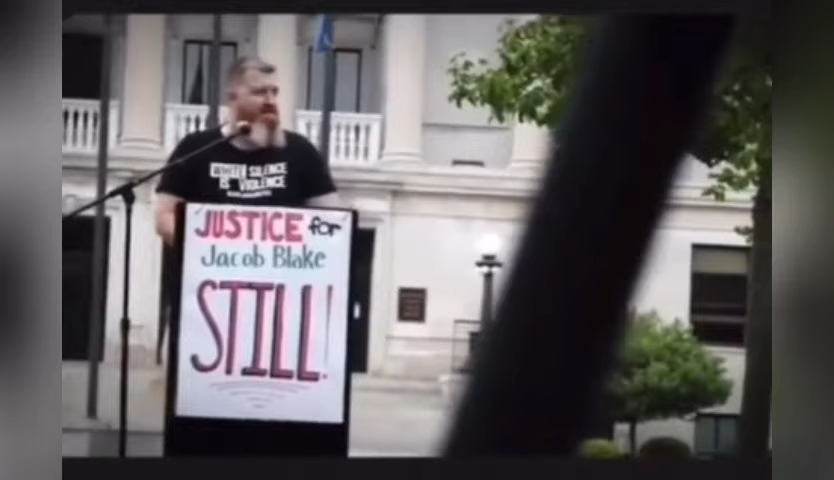 WHITE SILENCE
IS VIOLENCE
JUSTICE for
Jacob Blake
STILL!